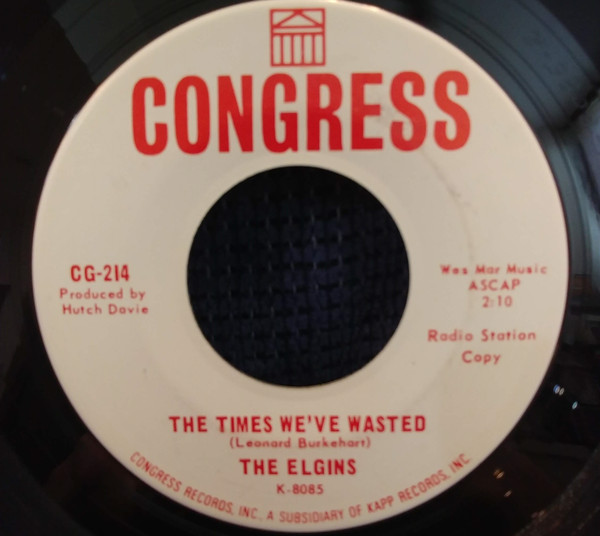 CONGRESS
CG-214
Produced by
Hutch Davie
Wes Mar Music
ASCAP
2:10
Radio Station
Copy
THE TIMES WE'VE WASTED
(Leonard Burkehart)
THE ELGINS
K-8085
CONGRESS RECORDS, INC., A SUBSIDIARY OF KAPP RECORDS, INC.